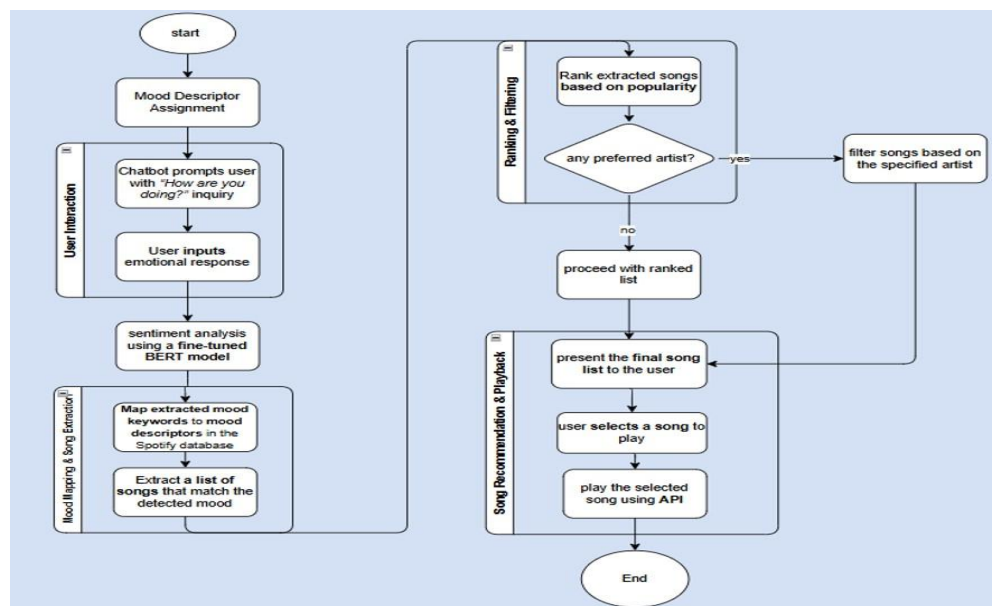 start
Mood Descriptor
Assignment
User Interaction
Chatbot prompts user
with "How are you
doing?" inquiry
User inputs
emotional response
sentiment analysis
using a fine-tuned
BERT model
Mood Mapping & Song Extraction
Map extracted mood
keywords to mood
descriptors in the
Spotify database
Extract a list of
songs that match the
detected mood
Ranking & Filtering
Rank extracted songs
based on popularity
any preferred artist?
yes
filter songs based on
the specified artist
no
proceed with ranked
list
Song Recommendation & Playback
present the final song
list to the user
user selects a song to
play
play the selected
song using API
End